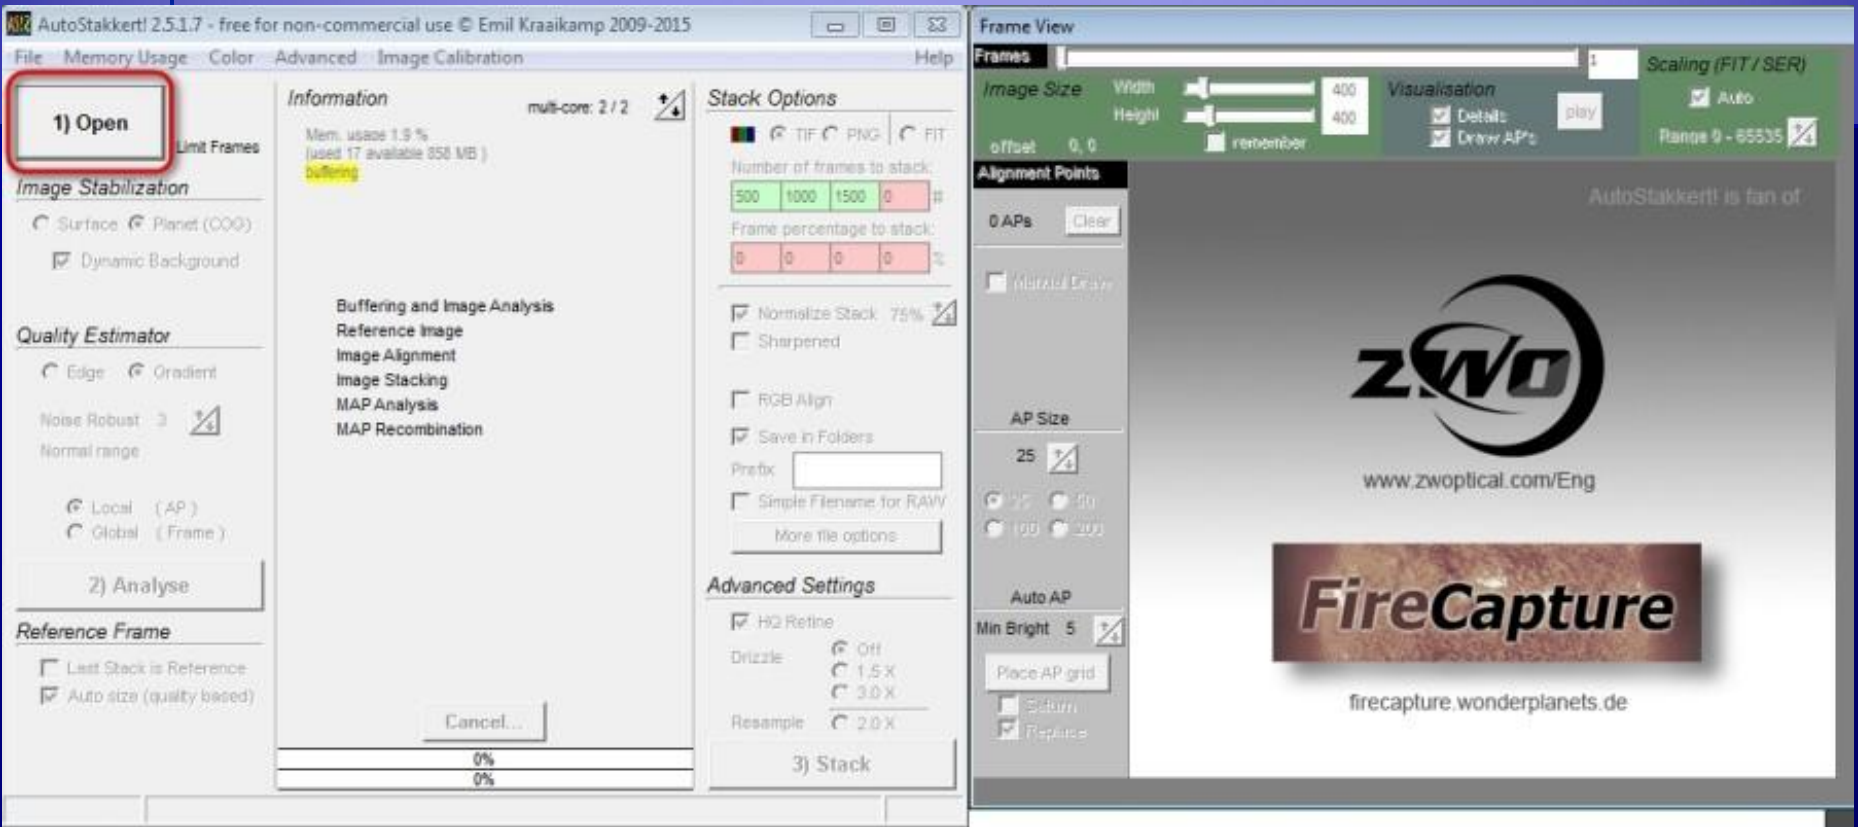 AutoStakkert! 2.5.1.7 - free for non-commercial use © Emil Kraaikamp 2009-2015
File Memory Usage Color Advanced Image Calibration Help
1) Open
Limit Frames
Image Stabilization
Surface Planet (COG)
Dynamic Background
Quality Estimator
Edge Gradient
Noise Robust 3
Normal range
Local (AP)
Global (Frame)
2) Analyse
Reference Frame
Last Stack is Reference
Auto size (quality based)
Information
multi-core: 2 / 2
Mem. usage 1.9 %
(used 17 available 858 MB )
buffering
Buffering and Image Analysis
Reference Image
Image Alignment
Image Stacking
MAP Analysis
MAP Recombination
Cancel...
0%
0%
Stack Options
TIF PNG FIT
Number of frames to stack:
500 1000 1500 0 #
Frame percentage to stack:
0 0 0 0 %
Normalize Stack 75%
Sharpened
RGB Align
Save in Folders
Prefix
Simple Filename for RAW
More file options
Advanced Settings
HQ Refine
Drizzle Off
1.5 X
3.0 X
Resample 2.0 X
3) Stack
Frame View
Frames
1
Image Size Width 400
Height 400
offset 0, 0 remember
Visualisation
Details
Draw AP's
play
Scaling (FIT / SER)
Auto
Range 0 - 65535
Alignment Points
0 APs Clear
Manual Draw
AP Size
25
25 50
100 200
Auto AP
Min Bright 5
Place AP grid
Saturn
Replace
AutoStakkert! is fan of
ZWO
www.zwoptical.com/Eng
FireCapture
firecapture.wonderplanets.de